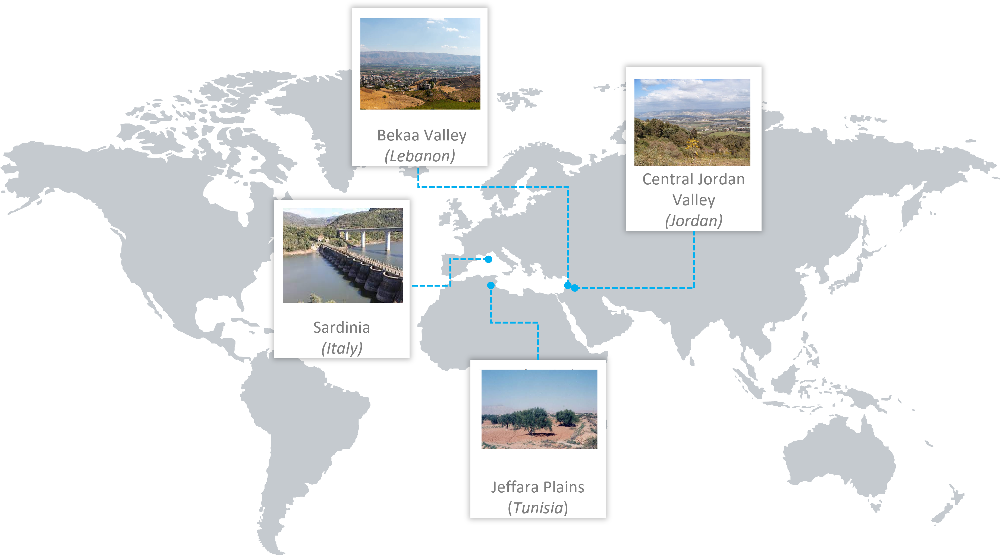 Bekaa Valley
(Lebanon)
Central Jordan
Valley
(Jordan)
Sardinia
(Italy)
Jeffara Plains
(Tunisia)